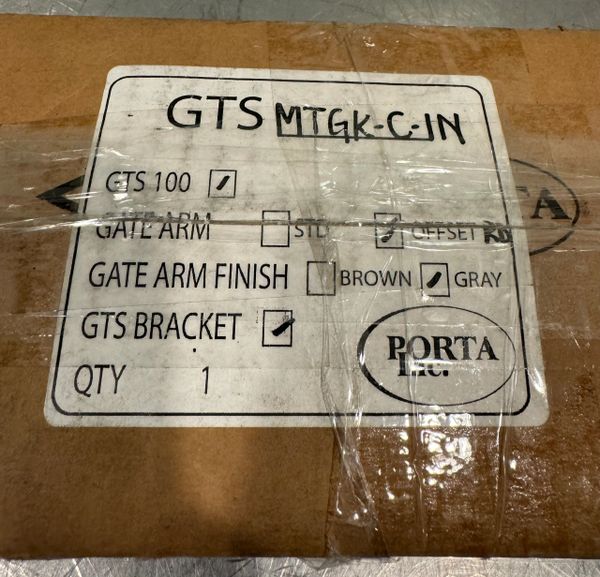 GTS MTGK-C-IN
GTS 100
GATE ARM STD OFFSET
GATE ARM FINISH BROWN GRAY
GTS BRACKET
QTY 1
PORTA
Inc.
TA